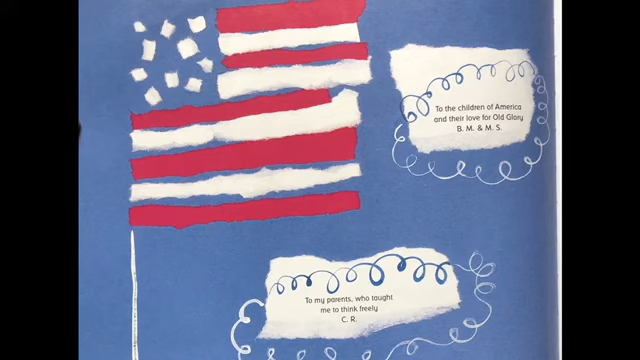 To the children of America
and their love for Old Glory
B. M. & M. S.
To my parents, who taught
me to think freely
C. R.